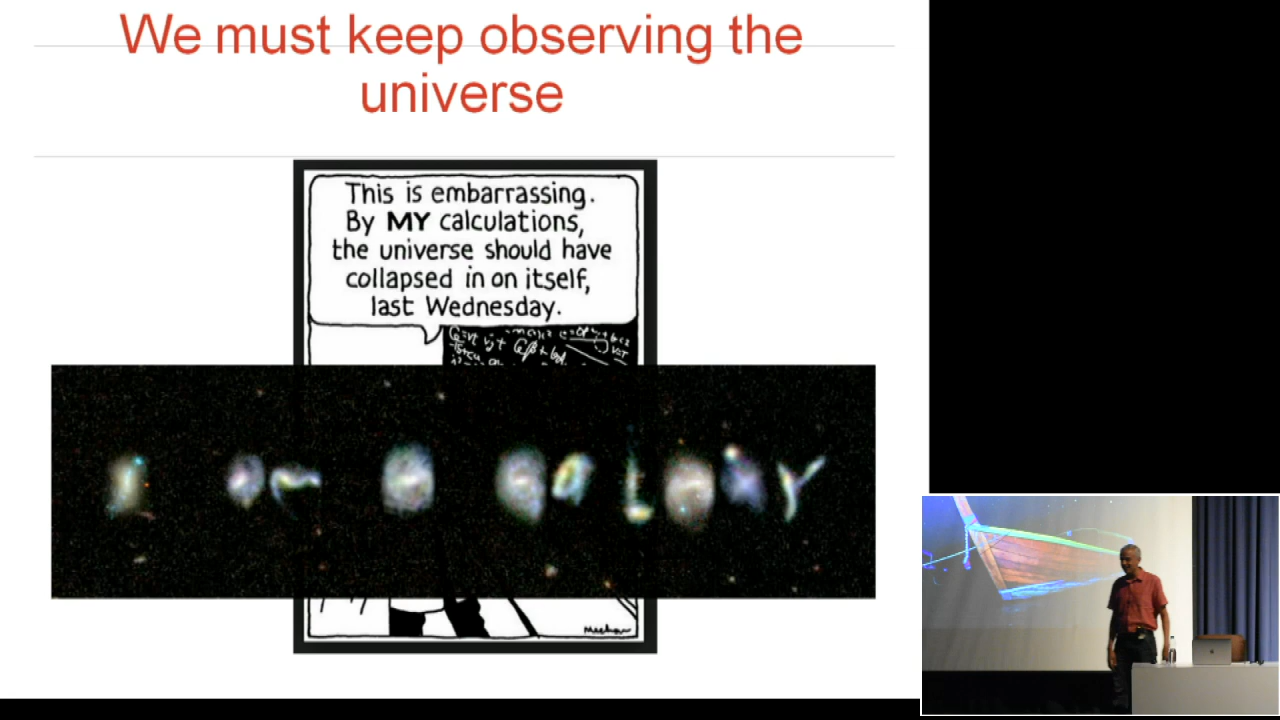 We must keep observing the
universe
This is embarrassing.
By MY calculations,
the universe should have
collapsed in on itself,
last Wednesday.